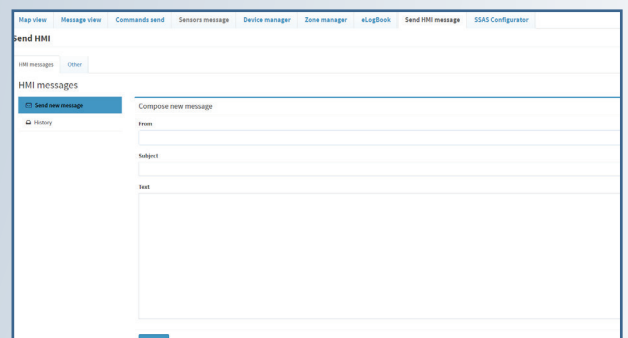 Map view Message view Commands send Sensors message Device manager Zone manager eLogBook Send HMI message SSAS Configurator
Send HMI
HMI messages Other
HMI messages
Send new message
Compose new message
History
From
Subject
Text